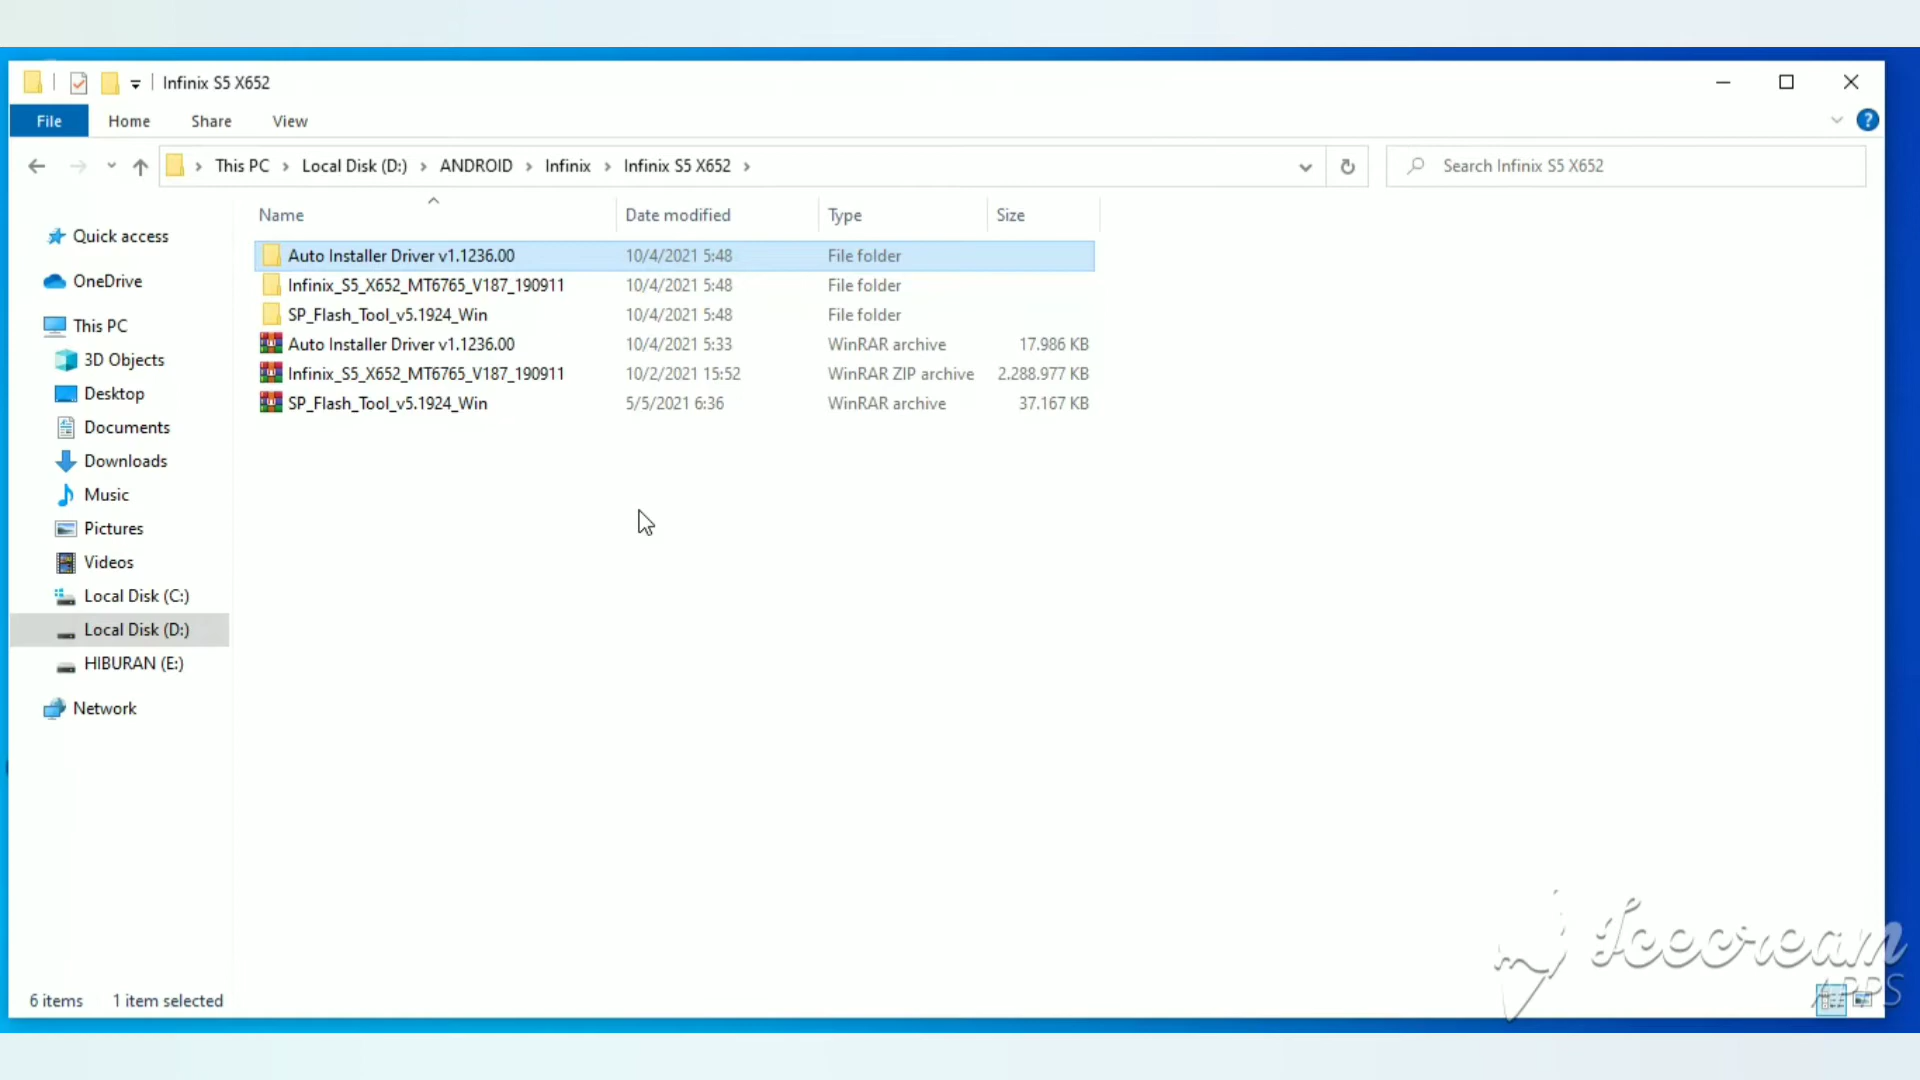 Infinix S5 X652
File Home Share View
This PC Local Disk (D:) ANDROID Infinix Infinix S5 X652
Search Infinix S5 X652
Name Date modified Type Size
Auto Installer Driver v1.1236.00 10/4/2021 5:48 File folder
Infinix_S5_X652_MT6765_V187_190911 10/4/2021 5:48 File folder
SP_Flash_Tool_v5.1924_Win 10/4/2021 5:48 File folder
Auto Installer Driver v1.1236.00 10/4/2021 5:33 WinRAR archive 17.986 KB
Infinix_S5_X652_MT6765_V187_190911 10/2/2021 15:52 WinRAR ZIP archive 2.288.977 KB
SP_Flash_Tool_v5.1924_Win 5/5/2021 6:36 WinRAR archive 37.167 KB
Quick access
OneDrive
This PC
3D Objects
Desktop
Documents
Downloads
Music
Pictures
Videos
Local Disk (C:)
Local Disk (D:)
HIBURAN (E:)
Network
6 items 1 item selected
Icecream
APPS